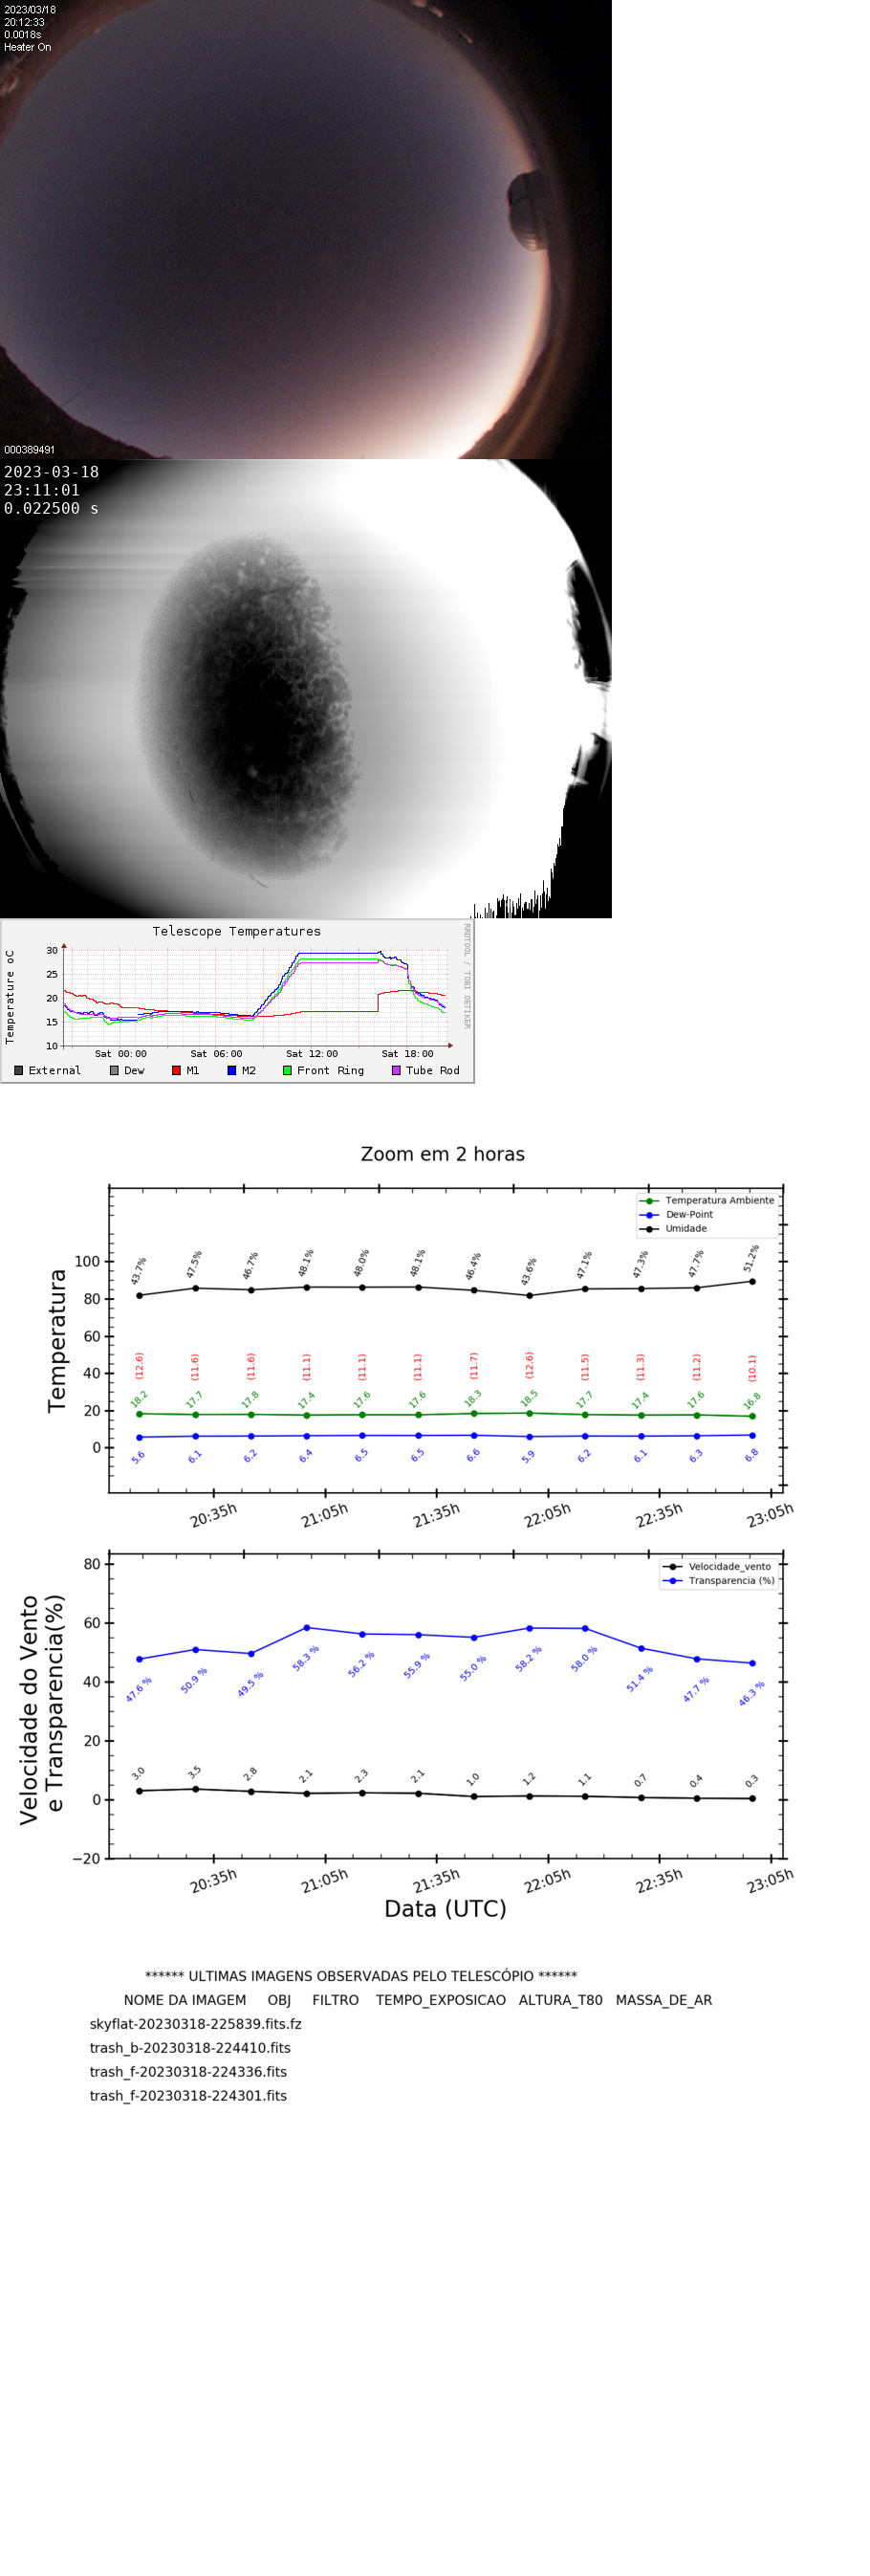 2023/03/18
20:12:33
0.0018s
Heater On
000389491
2023-03-18
23:11:01
0.022500 s
Telescope Temperatures
RRDTOOL / TOBI OETIKER
Temperature oC
30
25
20
15
10
Sat 00:00 Sat 06:00 Sat 12:00 Sat 18:00
External Dew M1 M2 Front Ring Tube Rod
Zoom em 2 horas
Temperatura Ambiente
Dew-Point
Umidade
Temperatura
100
80
60
40
20
0
43.7% 47.5% 46.7% 48.1% 48.0% 48.1% 46.4% 43.6% 47.1% 47.3% 47.7% 51.2%
(12.6) (11.6) (11.6) (11.1) (11.1) (11.1) (11.7) (12.6) (11.5) (11.3) (11.2) (10.1)
18.2 17.7 17.8 17.4 17.6 17.6 18.3 18.5 17.7 17.4 17.6 16.8
5.6 6.1 6.2 6.4 6.5 6.5 6.6 5.9 6.2 6.1 6.3 6.8
20:35h 21:05h 21:35h 22:05h 22:35h 23:05h
Velocidade_vento
Transparencia (%)
Velocidade do Vento
e Transparencia(%)
80
60
40
20
0
−20
47.6 % 50.9 % 49.5 % 58.3 % 56.2 % 55.9 % 55.0 % 58.2 % 58.0 % 51.4 % 47.7 % 46.3 %
3.0 3.5 2.8 2.1 2.3 2.1 1.0 1.2 1.1 0.7 0.4 0.3
20:35h 21:05h 21:35h 22:05h 22:35h 23:05h
Data (UTC)
****** ULTIMAS IMAGENS OBSERVADAS PELO TELESCÓPIO ******
NOME DA IMAGEM OBJ FILTRO TEMPO_EXPOSICAO ALTURA_T80 MASSA_DE_AR
skyflat-20230318-225839.fits.fz
trash_b-20230318-224410.fits
trash_f-20230318-224336.fits
trash_f-20230318-224301.fits